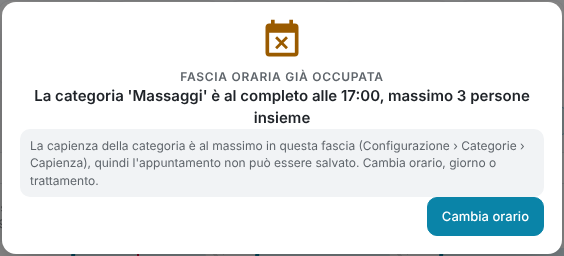 FASCIA ORARIA GIÀ OCCUPATA
La categoria 'Massaggi' è al completo alle 17:00, massimo 3 persone
insieme
La capienza della categoria è al massimo in questa fascia (Configurazione › Categorie ›
Capienza), quindi l'appuntamento non può essere salvato. Cambia orario, giorno o
trattamento.
Cambia orario